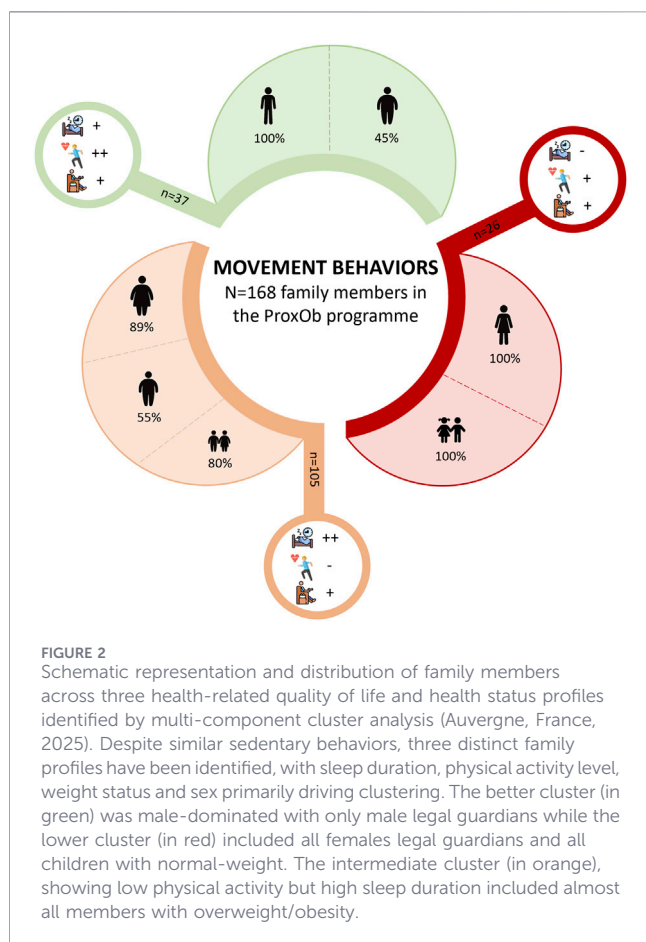 +
++
+
n=37
100%
45%
-
+
+
n=26
MOVEMENT BEHAVIORS
N=168 family members in
the ProxOb programme
89%
55%
80%
100%
100%
n=105
++
-
+
FIGURE 2
Schematic representation and distribution of family members
across three health-related quality of life and health status profiles
identified by multi-component cluster analysis (Auvergne, France,
2025). Despite similar sedentary behaviors, three distinct family
profiles have been identified, with sleep duration, physical activity level,
weight status and sex primarily driving clustering. The better cluster (in
green) was male-dominated with only male legal guardians while the
lower cluster (in red) included all females legal guardians and all
children with normal-weight. The intermediate cluster (in orange),
showing low physical activity but high sleep duration included almost
all members with overweight/obesity.